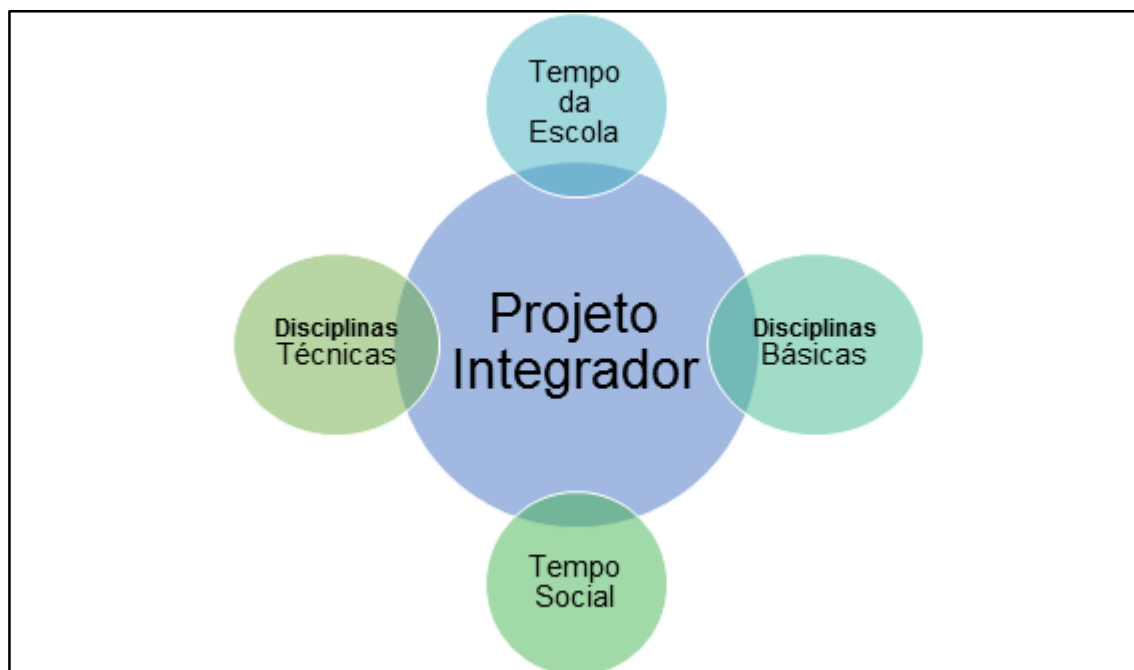 Tempo
da
Escola
Disciplinas
Técnicas
Projeto
Integrador
Disciplinas
Básicas
Tempo
Social